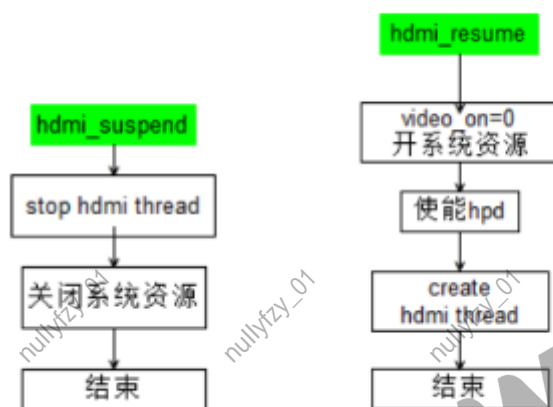 hdmi_suspend
stop hdmi thread
关闭系统资源
结束
hdmi_resume
video_on=0
开系统资源
使能hpd
create
hdmi thread
结束
nullyfzy_01
nullyfzy_01
nullyfzy_01